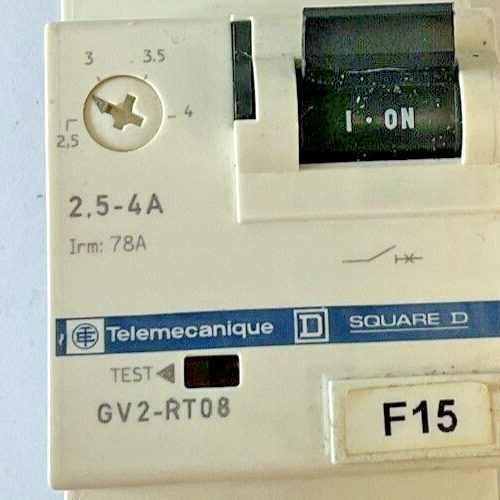 3 3.5
4
2,5
I · ON
2.5-4A
Irm: 78A
Telemecanique SQUARE D
TEST
GV2-RT08
F15